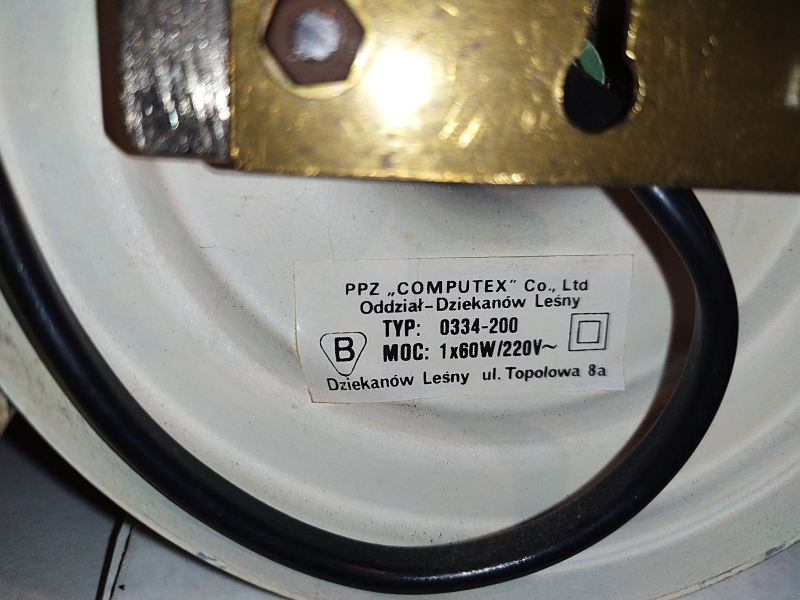 PPZ „COMPUTEX” Co., Ltd
Oddział-Dziekanów Leśny
TYP: 0334-200
B MOC: 1x60W/220V~
Dziekanów Leśny ul. Topolowa 8a